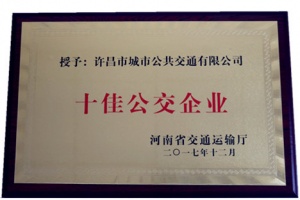 授予：许昌市城市公共交通有限公司
十佳公交企业
河南省交通运输厅
二〇一七年十二月